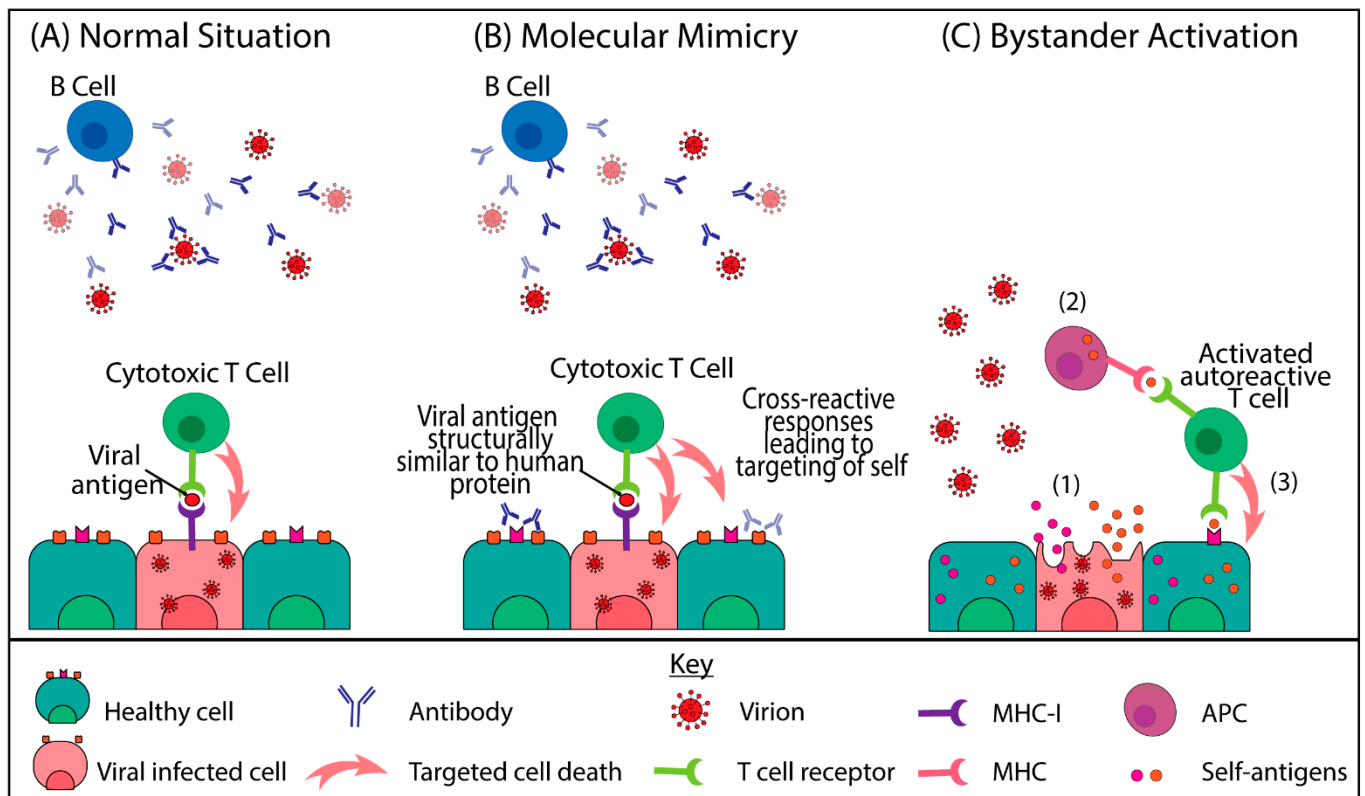 (A) Normal Situation
B Cell
Cytotoxic T Cell
Viral
antigen
(B) Molecular Mimicry
B Cell
Cytotoxic T Cell
Viral antigen
structurally
similar to human
protein
Cross-reactive
responses
leading to
targeting of self
(C) Bystander Activation
(2)
Activated
autoreactive
T cell
(1)
(3)
Key
Healthy cell
Antibody
Virion
MHC-I
APC
Viral infected cell
Targeted cell death
T cell receptor
MHC
Self-antigens